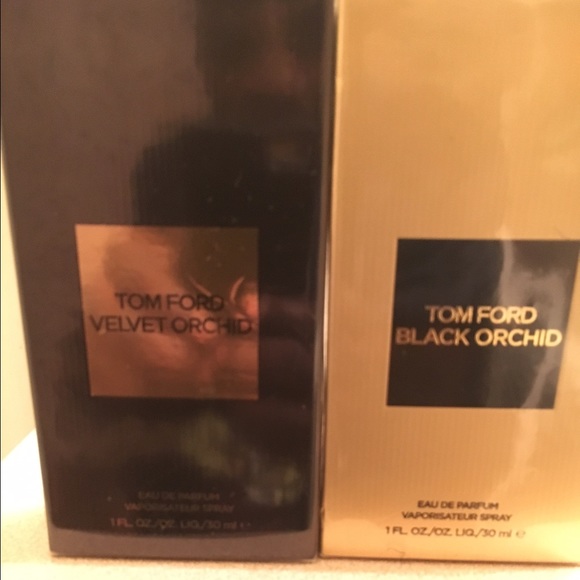 TOM FORD
VELVET ORCHID
EAU DE PARFUM
VAPORISATEUR SPRAY
1 FL. OZ./OZ. LIQ./30 ml e
TOM FORD
BLACK ORCHID
EAU DE PARFUM
VAPORISATEUR SPRAY
1 FL. OZ./OZ. LIQ./30 ml e